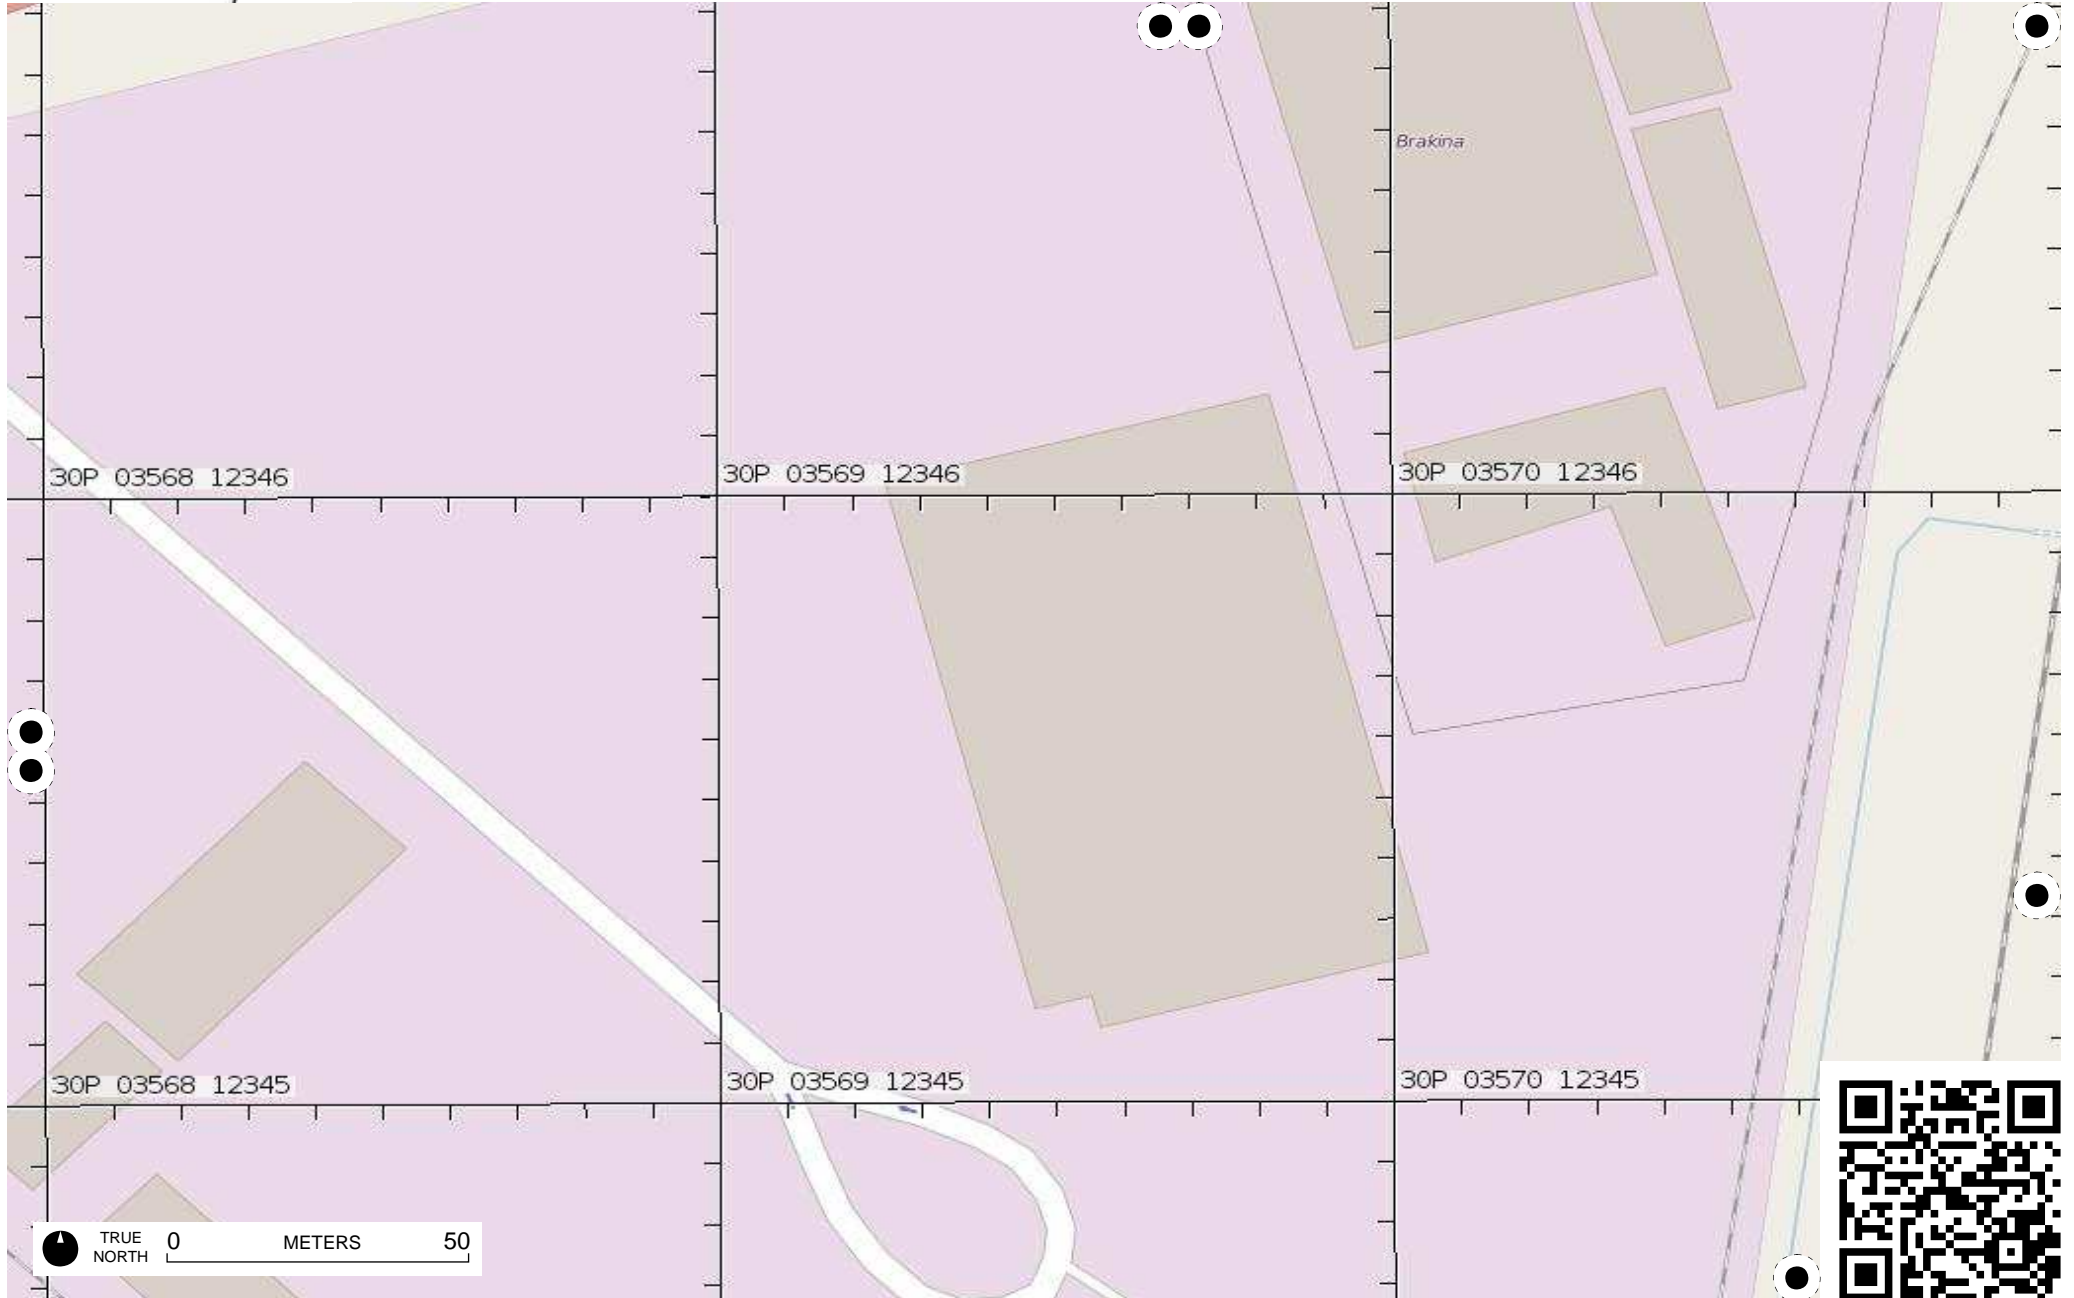 Brakina
30P 03568 12346
30P 03569 12346
30P 03570 12346
30P 03568 12345
30P 03569 12345
30P 03570 12345
TRUE NORTH
0 METERS 50